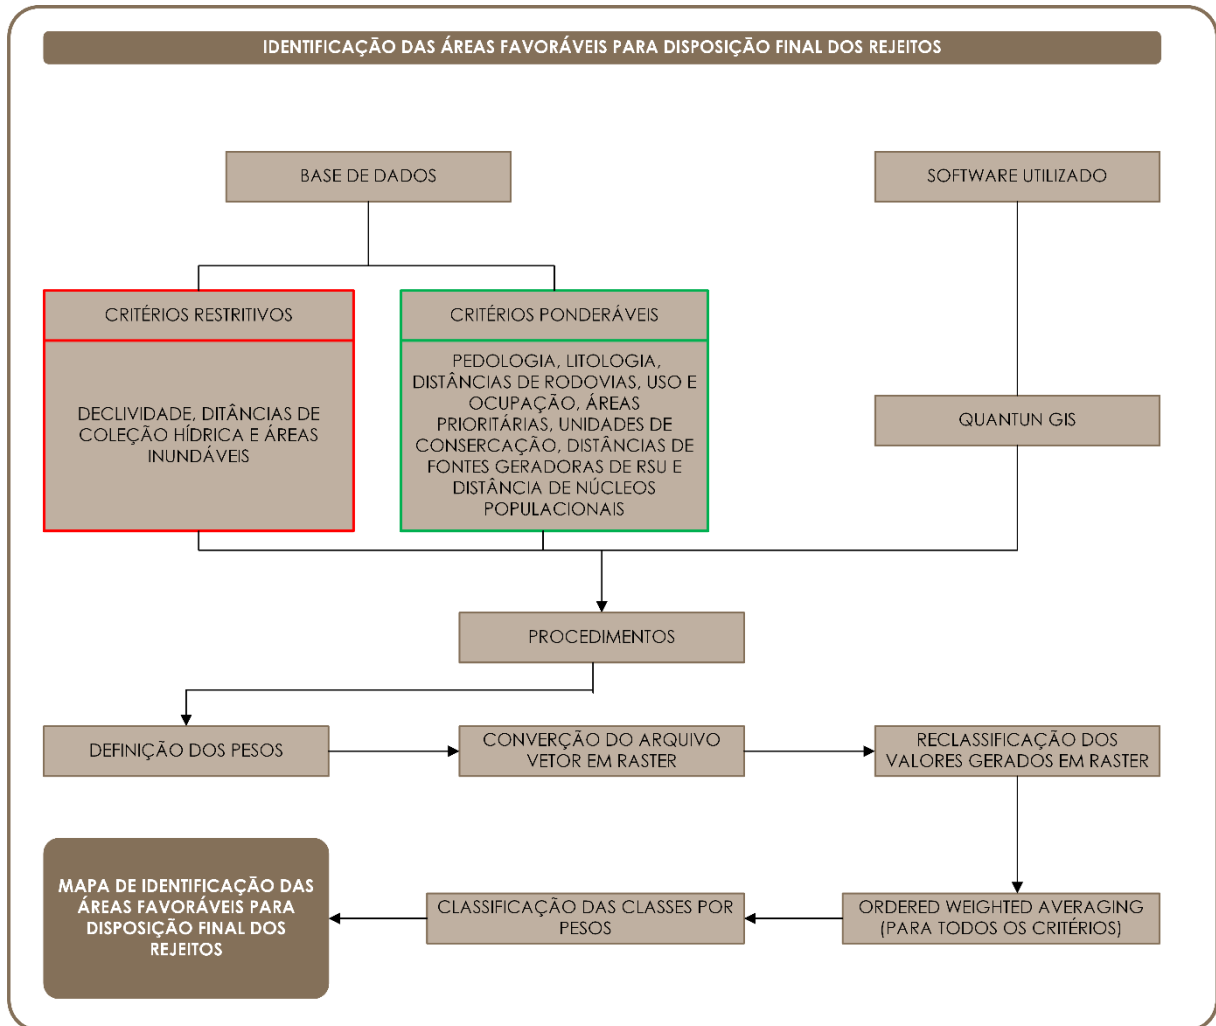 IDENTIFICAÇÃO DAS ÁREAS FAVORÁVEIS PARA DISPOSIÇÃO FINAL DOS REJEITOS
BASE DE DADOS
SOFTWARE UTILIZADO
CRITÉRIOS RESTRITIVOS
DECLIVIDADE, DITÂNCIAS DE
COLEÇÃO HÍDRICA E ÁREAS
INUNDÁVEIS
CRITÉRIOS PONDERÁVEIS
PEDOLOGIA, LITOLOGIA,
DISTÂNCIAS DE RODOVIAS, USO E
OCUPAÇÃO, ÁREAS
PRIORITÁRIAS, UNIDADES DE
CONSERCAÇÃO, DISTÂNCIAS DE
FONTES GERADORAS DE RSU E
DISTÂNCIA DE NÚCLEOS
POPULACIONAIS
QUANTUN GIS
PROCEDIMENTOS
DEFINIÇÃO DOS PESOS
CONVERÇÃO DO ARQUIVO
VETOR EM RASTER
RECLASSIFICAÇÃO DOS
VALORES GERADOS EM RASTER
ORDERED WEIGHTED AVERAGING
(PARA TODOS OS CRITÉRIOS)
CLASSIFICAÇÃO DAS CLASSES POR
PESOS
MAPA DE IDENTIFICAÇÃO DAS
ÁREAS FAVORÁVEIS PARA
DISPOSIÇÃO FINAL DOS
REJEITOS